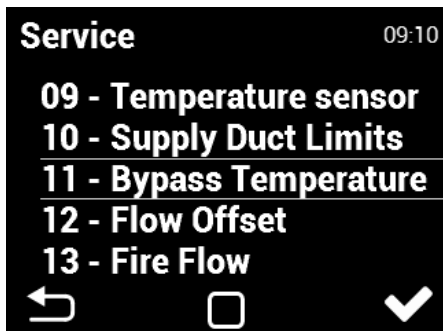 Service
09:10
09 - Temperature sensor
10 - Supply Duct Limits
11 - Bypass Temperature
12 - Flow Offset
13 - Fire Flow